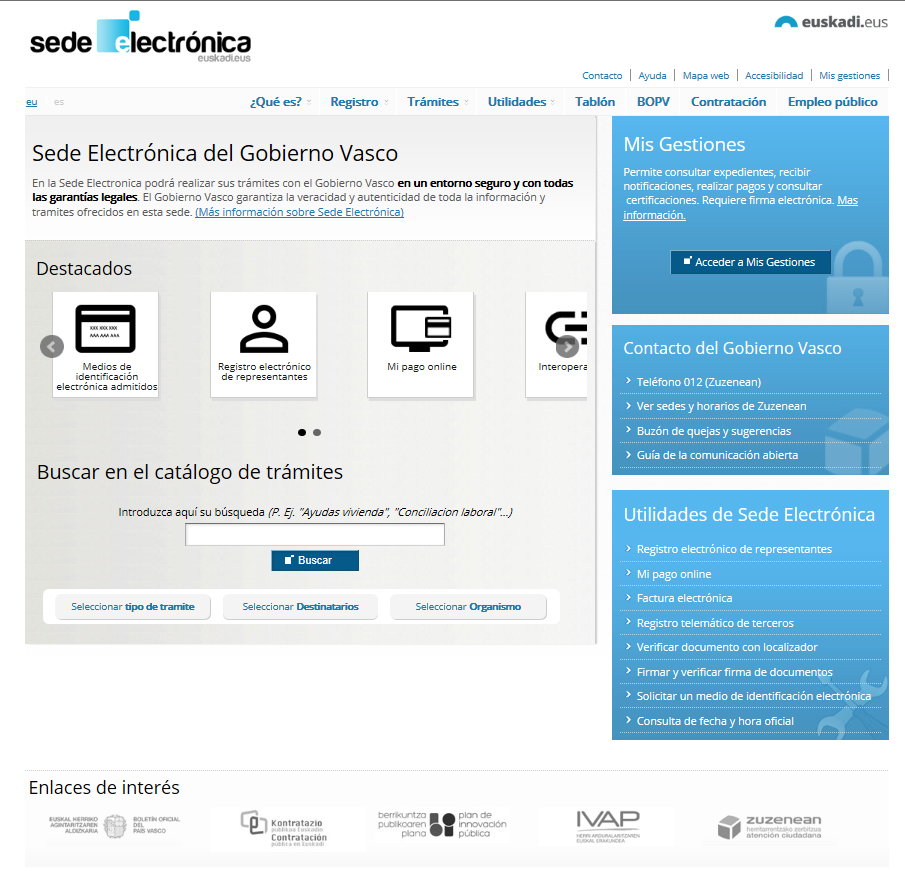 sede electrónica
euskadi.eus
euskadi.eus
Contacto | Ayuda | Mapa web | Accesibilidad | Mis gestiones |
eu es
¿Qué es? Registro Trámites Utilidades Tablón BOPV Contratación Empleo público
Sede Electrónica del Gobierno Vasco
En la Sede Electronica podrá realizar sus trámites con el Gobierno Vasco en un entorno seguro y con todas
las garantías legales. El Gobierno Vasco garantiza la veracidad y autenticidad de toda la información y
tramites ofrecidos en esta sede. (Más información sobre Sede Electrónica)
Destacados
XXX XXX XXX
AAA AAA AAA
Medios de
identificación
electrónica admitidos
Registro electrónico
de representantes
Mi pago online
Interopera
Buscar en el catálogo de trámites
Introduzca aquí su búsqueda (P. Ej. "Ayudas vivienda", "Conciliacion laboral"...)
Buscar
Seleccionar tipo de tramite
Seleccionar Destinatarios
Seleccionar Organismo
Mis Gestiones
Permite consultar expedientes, recibir
notificaciones, realizar pagos y consultar
certificaciones. Requiere firma electrónica. Mas
información.
Acceder a Mis Gestiones
Contacto del Gobierno Vasco
Teléfono 012 (Zuzenean)
Ver sedes y horarios de Zuzenean
Buzón de quejas y sugerencias
Guía de la comunicación abierta
Utilidades de Sede Electrónica
Registro electrónico de representantes
Mi pago online
Factura electrónica
Registro telemático de terceros
Verificar documento con localizador
Firmar y verificar firma de documentos
Solicitar un medio de identificación electrónica
Consulta de fecha y hora oficial
Enlaces de interés
EUSKAL HERRIKO
AGINTARITZAREN
ALDIZKARIA
BOLETÍN OFICIAL
DEL
PAÍS VASCO
Kontratazio
publikoa Euskadin
Contratación
pública en Euskadi
berrikuntza
publikoaren
plana
plan de
innovación
pública
IVAP
HERRI ARDURALARITZAREN
EUSKAL ERAKUNDEA
zuzenean
herritarrentzako zerbitzua
atención ciudadana